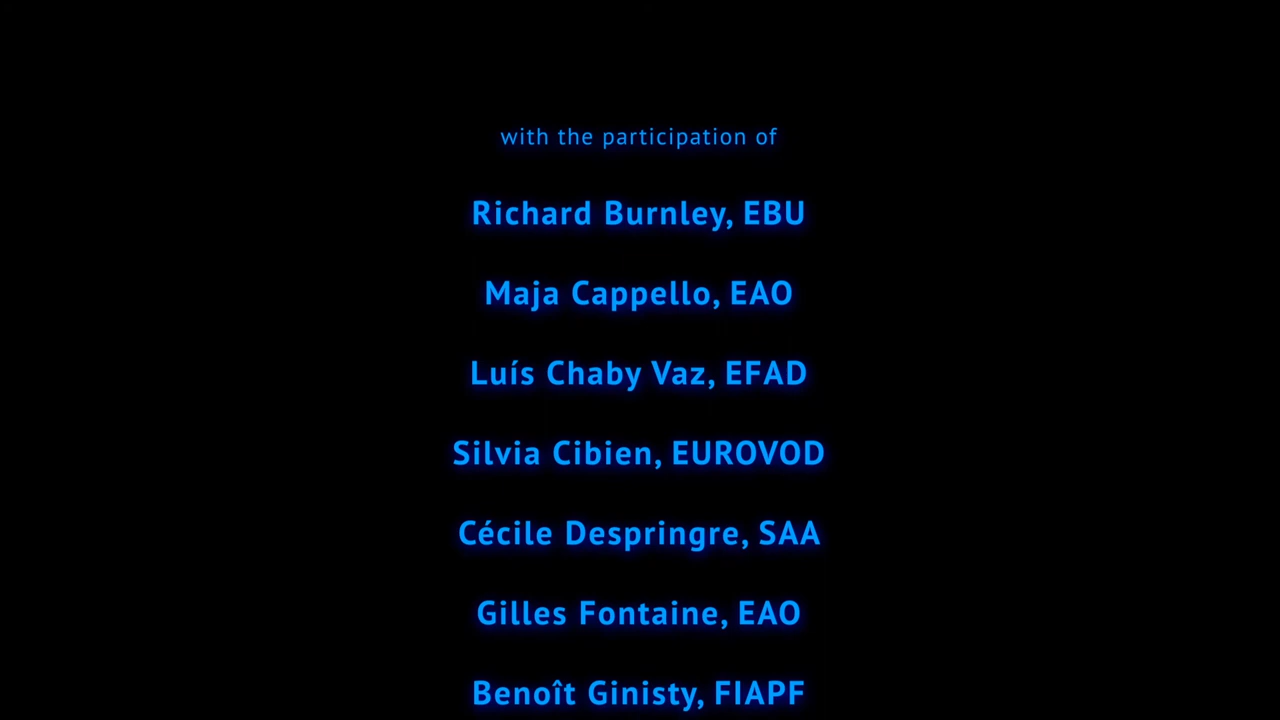 with the participation of
Richard Burnley, EBU
Maja Cappello, EAO
Luís Chaby Vaz, EFAD
Silvia Cibien, EUROVOD
Cécile Despringre, SAA
Gilles Fontaine, EAO
Benoît Ginisty, FIAPF